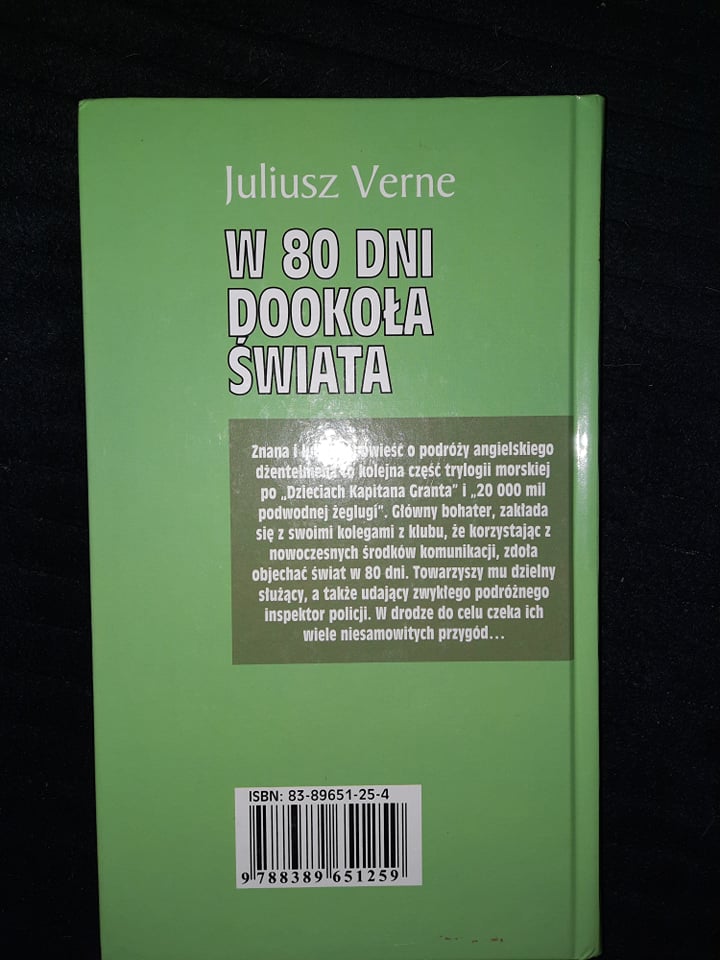 Juliusz Verne
W 80 DNI
DOOKOŁA
ŚWIATA
Znana i powieść o podróży angielskiego
dżentelmena to kolejna część trylogii morskiej
po „Dzieciach Kapitana Granta” i „20 000 mil
podwodnej żeglugi”. Główny bohater, zakłada
się z swoimi kolegami z klubu, że korzystając z
nowoczesnych środków komunikacji, zdoła
objechać świat w 80 dni. Towarzyszy mu dzielny
służący, a także udający zwykłego podróżnego
inspektor policji. W drodze do celu czeka ich
wiele niesamowitych przygód...
ISBN: 83-89651-25-4
9 788389 651259